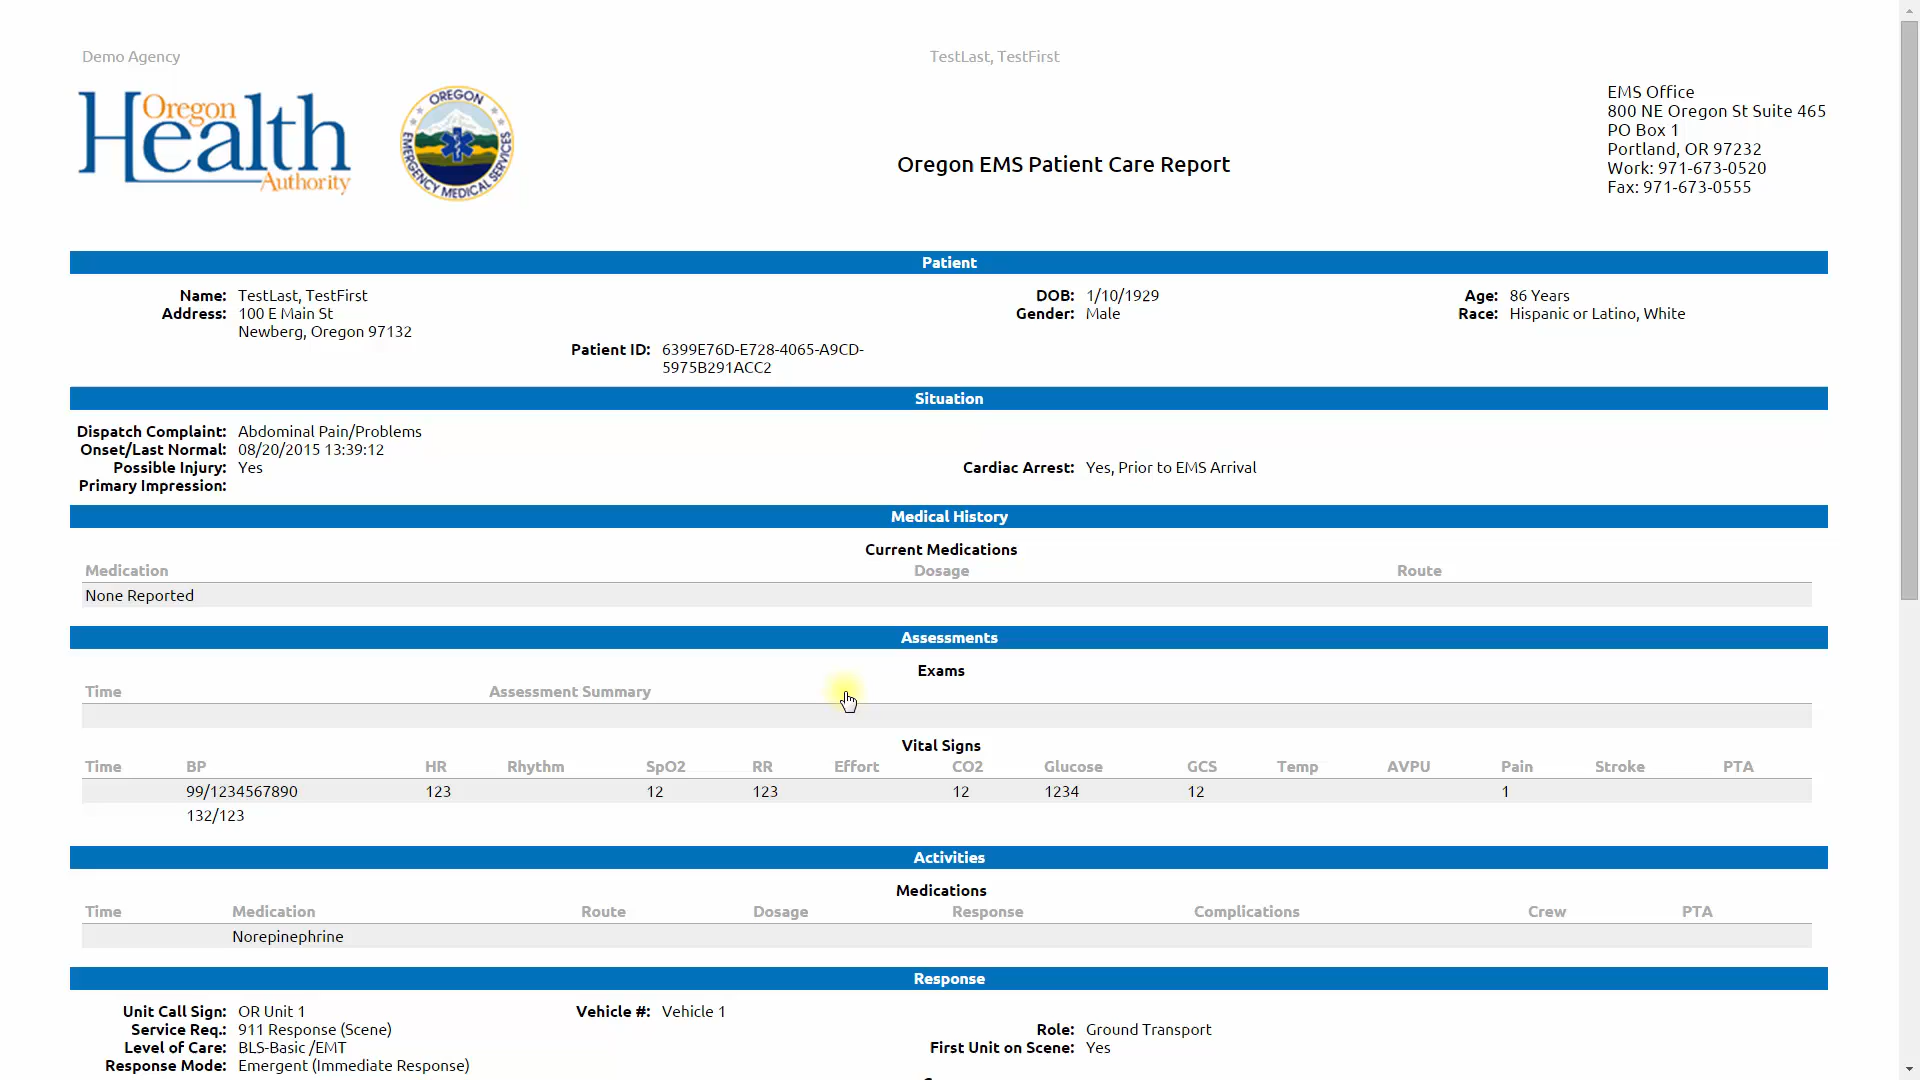 Demo Agency TestLast, TestFirst
Oregon Health Authority
OREGON EMERGENCY MEDICAL SERVICES
Oregon EMS Patient Care Report
EMS Office
800 NE Oregon St Suite 465
PO Box 1
Portland, OR 97232
Work: 971-673-0520
Fax: 971-673-0555
Patient
Name: TestLast, TestFirst DOB: 1/10/1929 Age: 86 Years
Address: 100 E Main St Gender: Male Race: Hispanic or Latino, White
Newberg, Oregon 97132
Patient ID: 6399E76D-E728-4065-A9CD-
5975B291ACC2
Situation
Dispatch Complaint: Abdominal Pain/Problems
Onset/Last Normal: 08/20/2015 13:39:12
Possible Injury: Yes Cardiac Arrest: Yes, Prior to EMS Arrival
Primary Impression:
Medical History
Current Medications
Medication Dosage Route
None Reported
Assessments
Exams
Time Assessment Summary
Vital Signs
Time BP HR Rhythm SpO2 RR Effort CO2 Glucose GCS Temp AVPU Pain Stroke PTA
99/1234567890 123 12 123 12 1234 12 1
132/123
Activities
Medications
Time Medication Route Dosage Response Complications Crew PTA
Norepinephrine
Response
Unit Call Sign: OR Unit 1 Vehicle #: Vehicle 1
Service Req.: 911 Response (Scene) Role: Ground Transport
Level of Care: BLS-Basic /EMT First Unit on Scene: Yes
Response Mode: Emergent (Immediate Response)